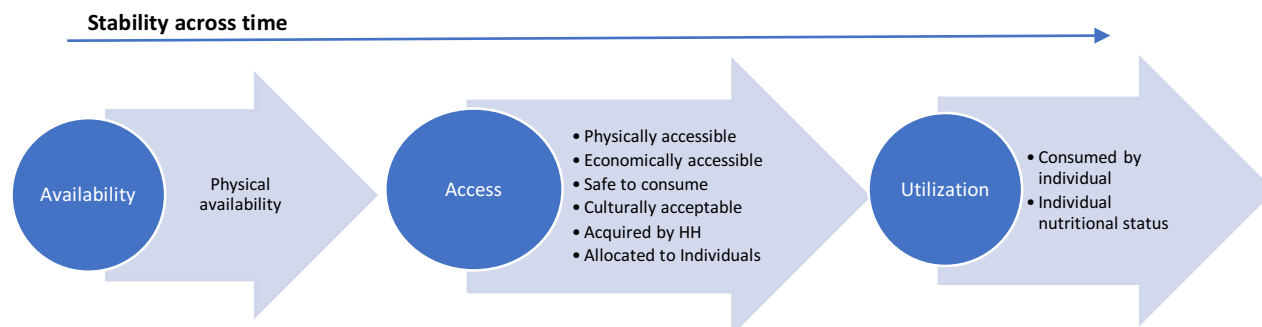 Stability across time
Availability
Physical
availability
Access
• Physically accessible
• Economically accessible
• Safe to consume
• Culturally acceptable
• Acquired by HH
• Allocated to Individuals
Utilization
• Consumed by
individual
• Individual
nutritional status